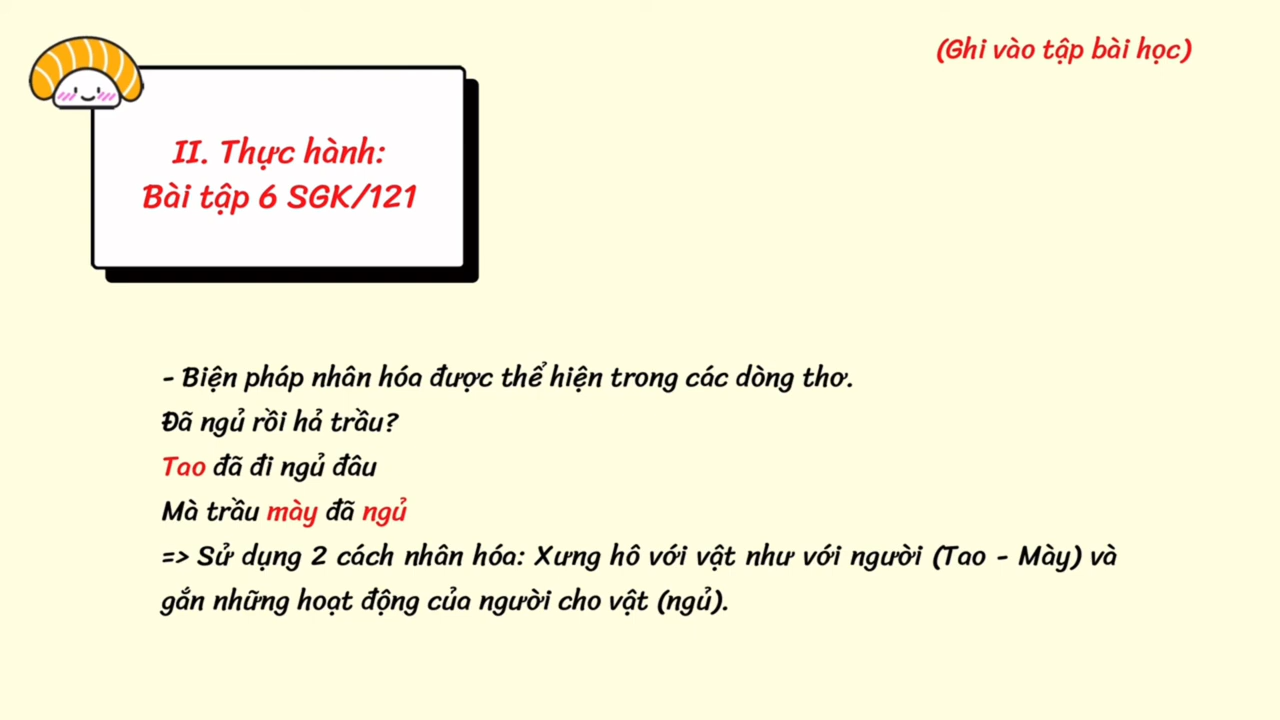 (Ghi vào tập bài học)
II. Thực hành:
Bài tập 6 SGK/121
- Biện pháp nhân hóa được thể hiện trong các dòng thơ.
Đã ngủ rồi hả trầu?
Tao đã đi ngủ đâu
Mà trầu mày đã ngủ
=> Sử dụng 2 cách nhân hóa: Xưng hô với vật như với người (Tao - Mày) và
gắn những hoạt động của người cho vật (ngủ).